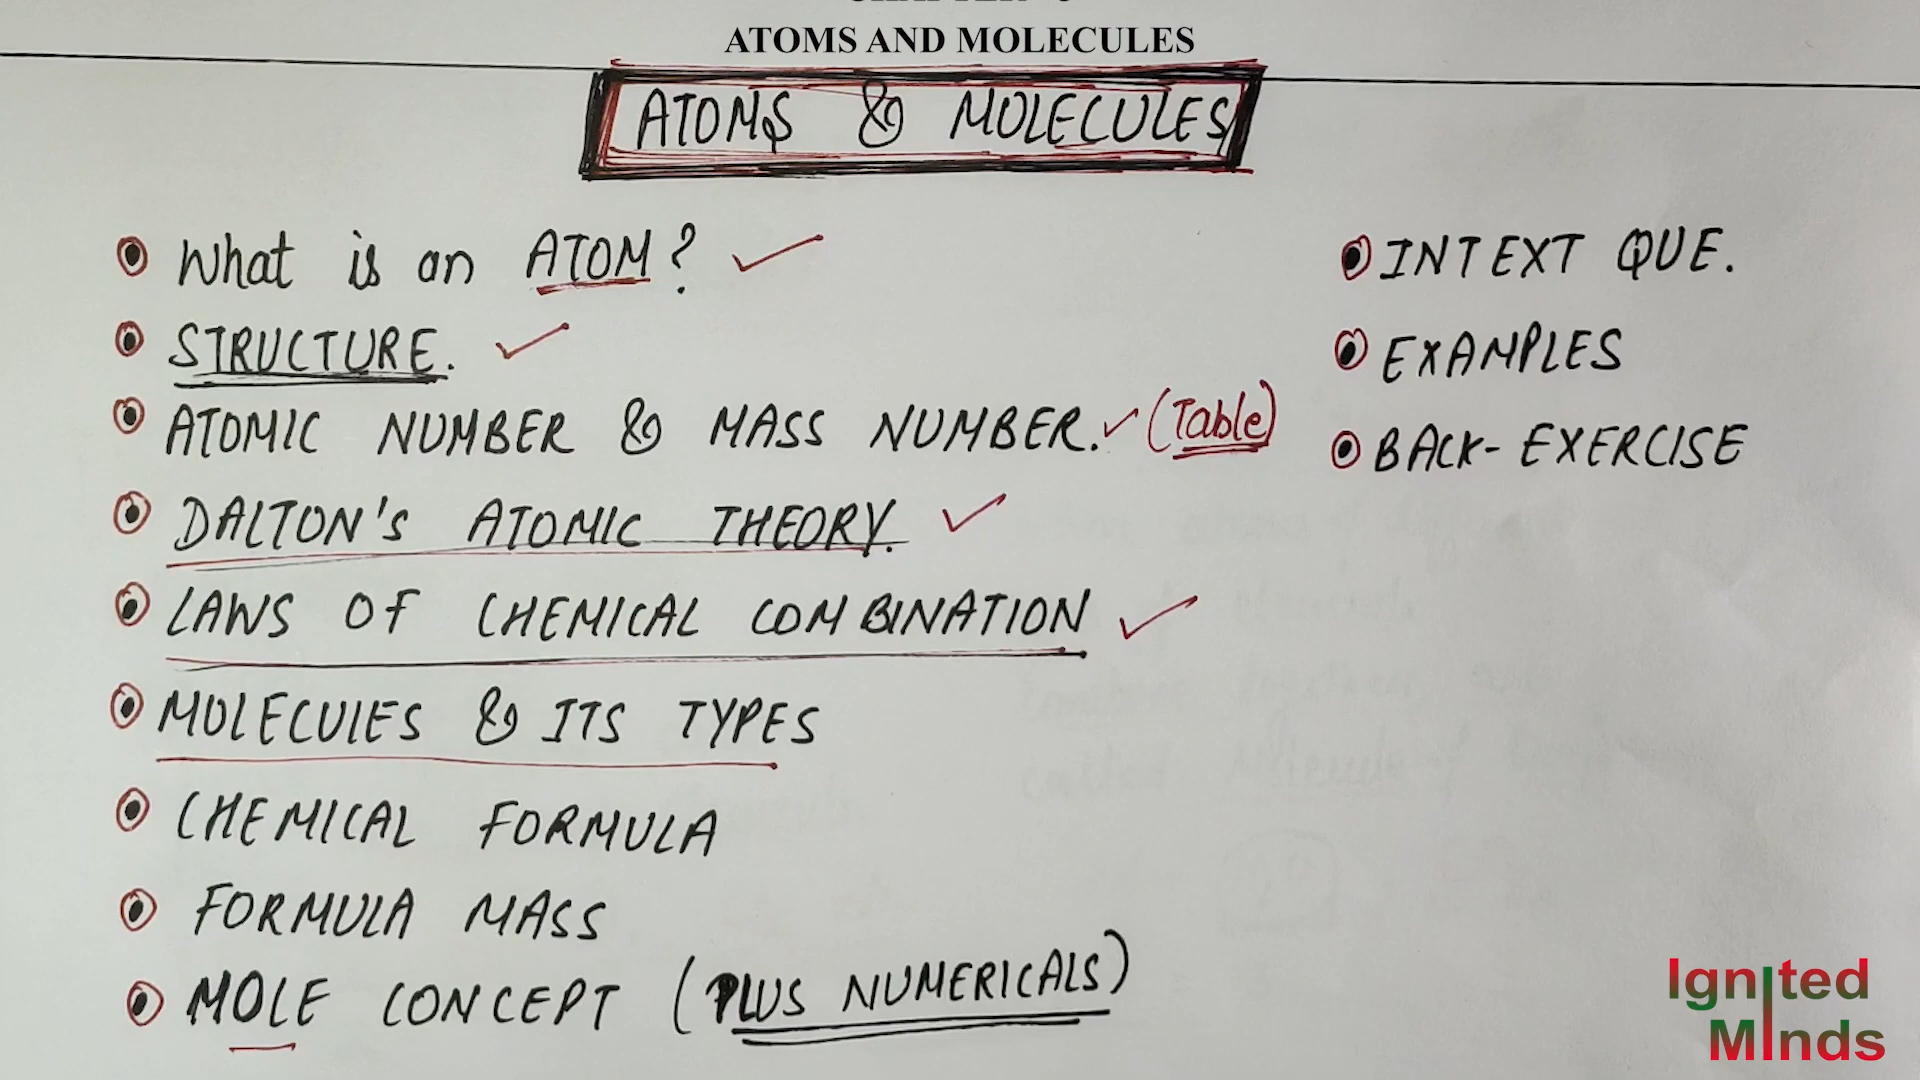 ATOMS AND MOLECULES
ATOMS & MOLECULES
What is an ATOM?
STRUCTURE.
ATOMIC NUMBER & MASS NUMBER. (Table)
DALTON'S ATOMIC THEORY.
LAWS OF CHEMICAL COMBINATION
MOLECULES & ITS TYPES
CHEMICAL FORMULA
FORMULA MASS
MOLE CONCEPT (PLUS NUMERICALS)
INTEXT QUE.
EXAMPLES
BACK-EXERCISE
Ignited
Minds